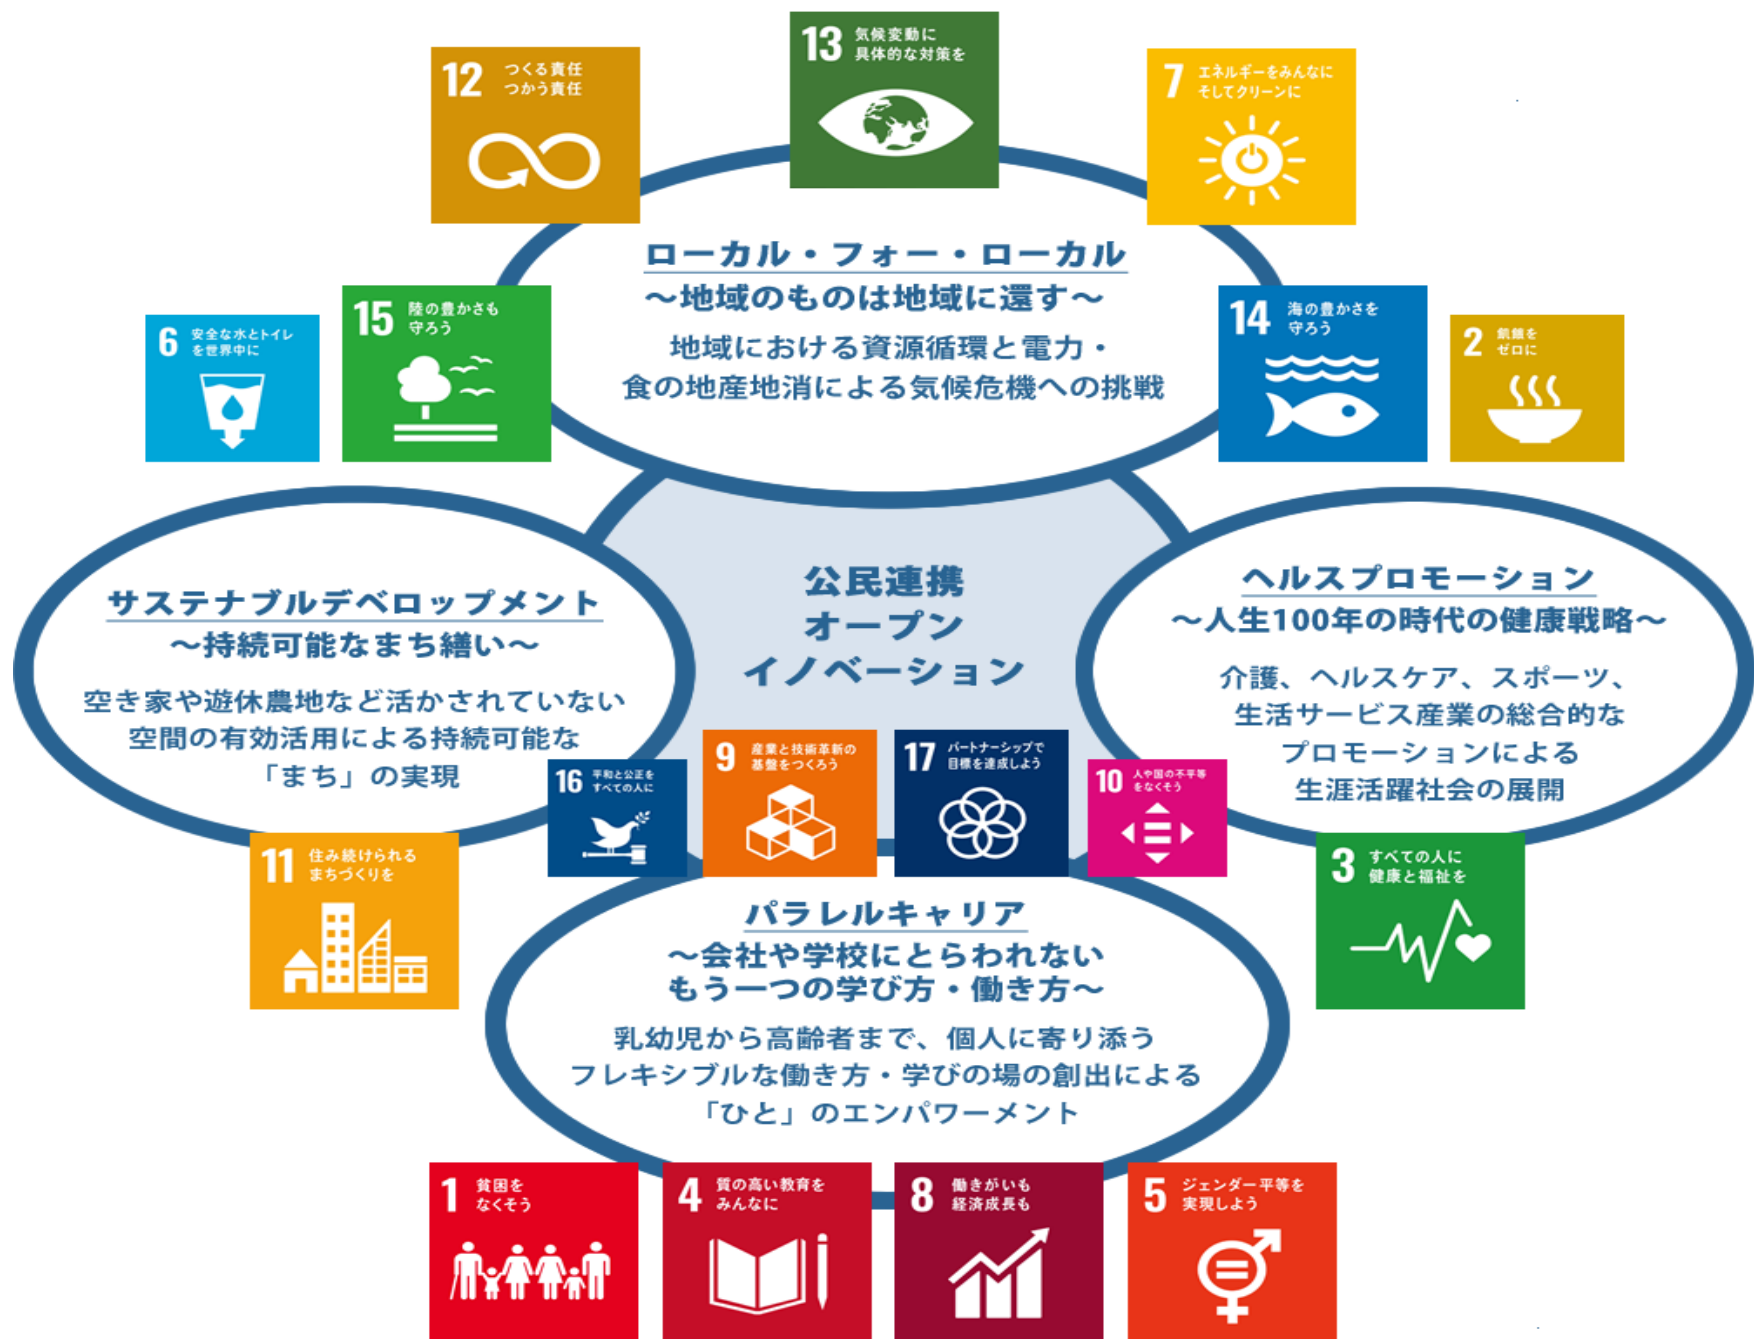 12 つくる責任
つかう責任
13 気候変動に
具体的な対策を
7 エネルギーをみんなに
そしてクリーンに
ローカル・フォー・ローカル
～地域のものは地域に還す～
地域における資源循環と電力・
食の地産地消による気候危機への挑戦
6 安全な水とトイレ
を世界中に
15 陸の豊かさも
守ろう
14 海の豊かさを
守ろう
2 飢餓を
ゼロに
サステナブルデベロップメント
～持続可能なまち繕い～
空き家や遊休農地など活かされていない
空間の有効活用による持続可能な
「まち」の実現
公民連携
オープン
イノベーション
ヘルスプロモーション
～人生100年の時代の健康戦略～
介護、ヘルスケア、スポーツ、
生活サービス産業の総合的な
プロモーションによる
生涯活躍社会の展開
16 平和と公正を
すべての人に
9 産業と技術革新の
基盤をつくろう
17 パートナーシップで
目標を達成しよう
10 人や国の不平等
をなくそう
11 住み続けられる
まちづくりを
3 すべての人に
健康と福祉を
パラレルキャリア
～会社や学校にとらわれない
もう一つの学び方・働き方～
乳幼児から高齢者まで、個人に寄り添う
フレキシブルな働き方・学びの場の創出による
「ひと」のエンパワーメント
1 貧困を
なくそう
4 質の高い教育を
みんなに
8 働きがいも
経済成長も
5 ジェンダー平等を
実現しよう